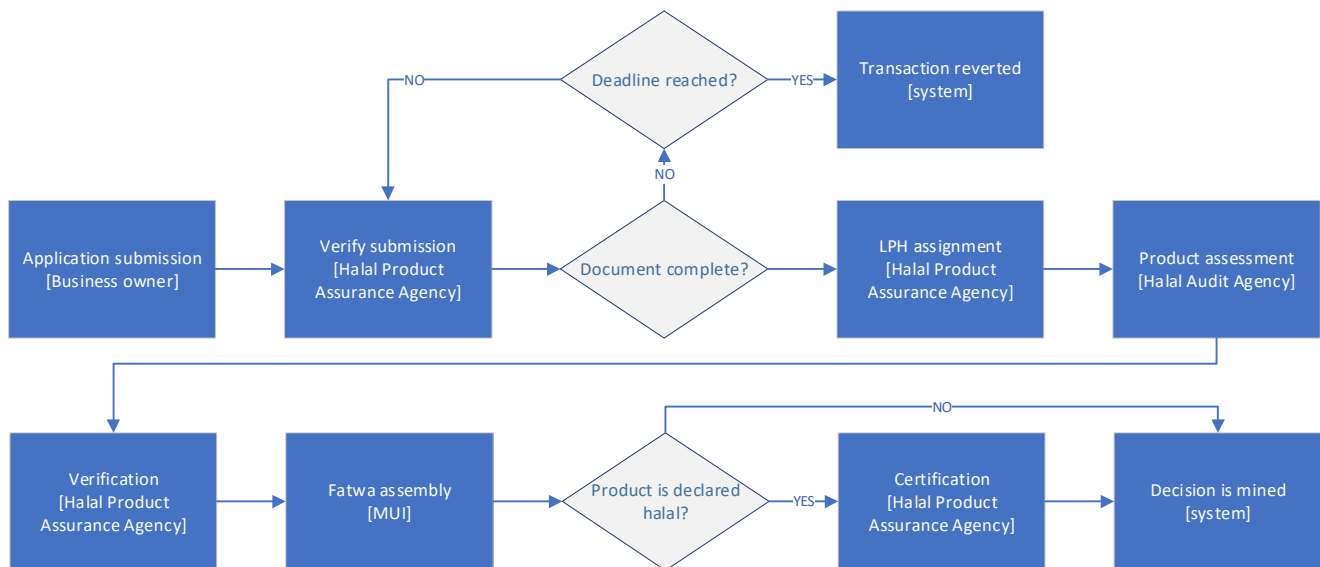 Deadline reached?
NO
YES
Transaction reverted
[system]
NO
Application submission
[Business owner]
Verify submission
[Halal Product
Assurance Agency]
Document complete?
LPH assignment
[Halal Product
Assurance Agency]
Product assessment
[Halal Audit Agency]
NO
Verification
[Halal Product
Assurance Agency]
Fatwa assembly
[MUI]
Product is declared
halal?
YES
Certification
[Halal Product
Assurance Agency]
Decision is mined
[system]